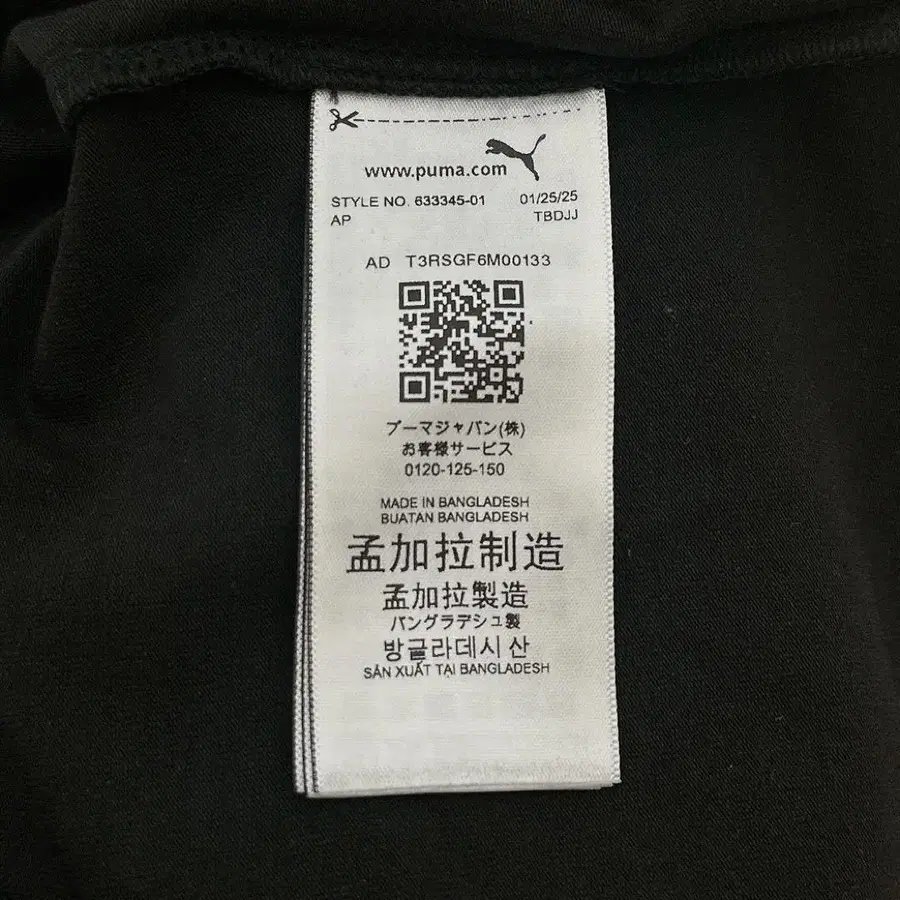 www.puma.com
STYLE NO. 633345-01 01/25/25
AP TBDJJ
AD T3RSGF6M00133
プーマジャパン(株)
お客様サービス
0120-125-150
MADE IN BANGLADESH
BUATAN BANGLADESH
孟加拉制造
孟加拉製造
バングラデシュ製
방글라데시 산
SẢN XUẤT TẠI BANGLADESH